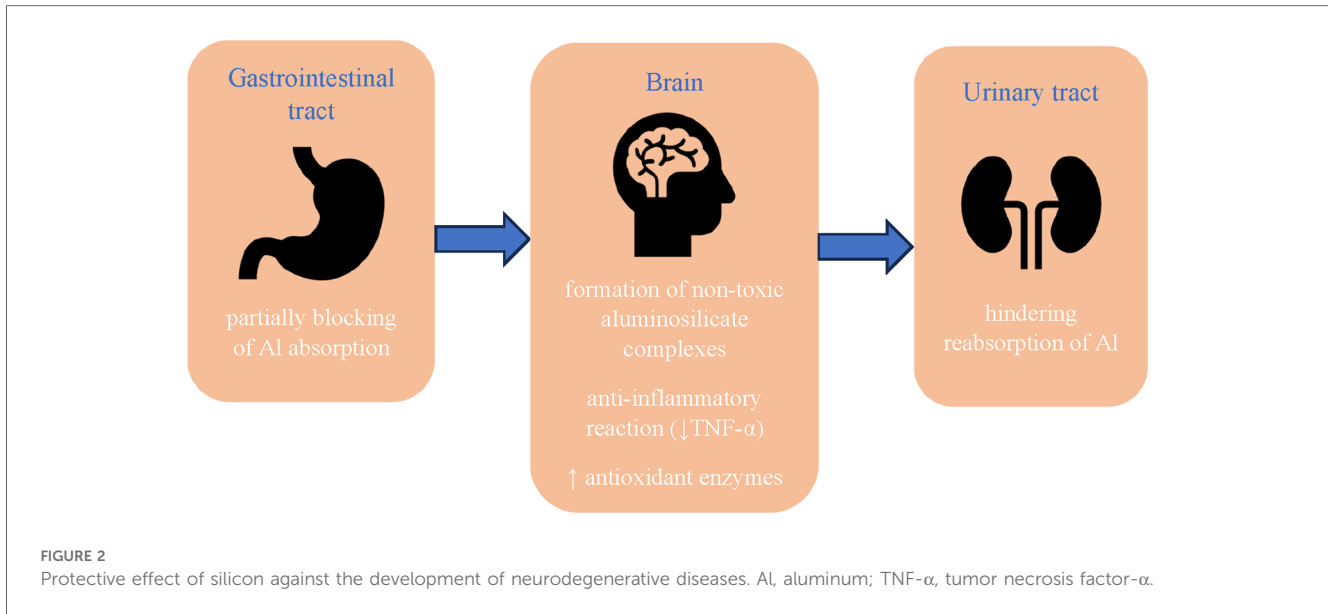 Gastrointestinal
tract
partially blocking
of Al absorption
Brain
formation of non-toxic
aluminosilicate
complexes
anti-inflammatory
reaction (↓TNF-α)
↑ antioxidant enzymes
Urinary tract
hindering
reabsorption of Al
FIGURE 2
Protective effect of silicon against the development of neurodegenerative diseases. Al, aluminum; TNF-α, tumor necrosis factor-α.